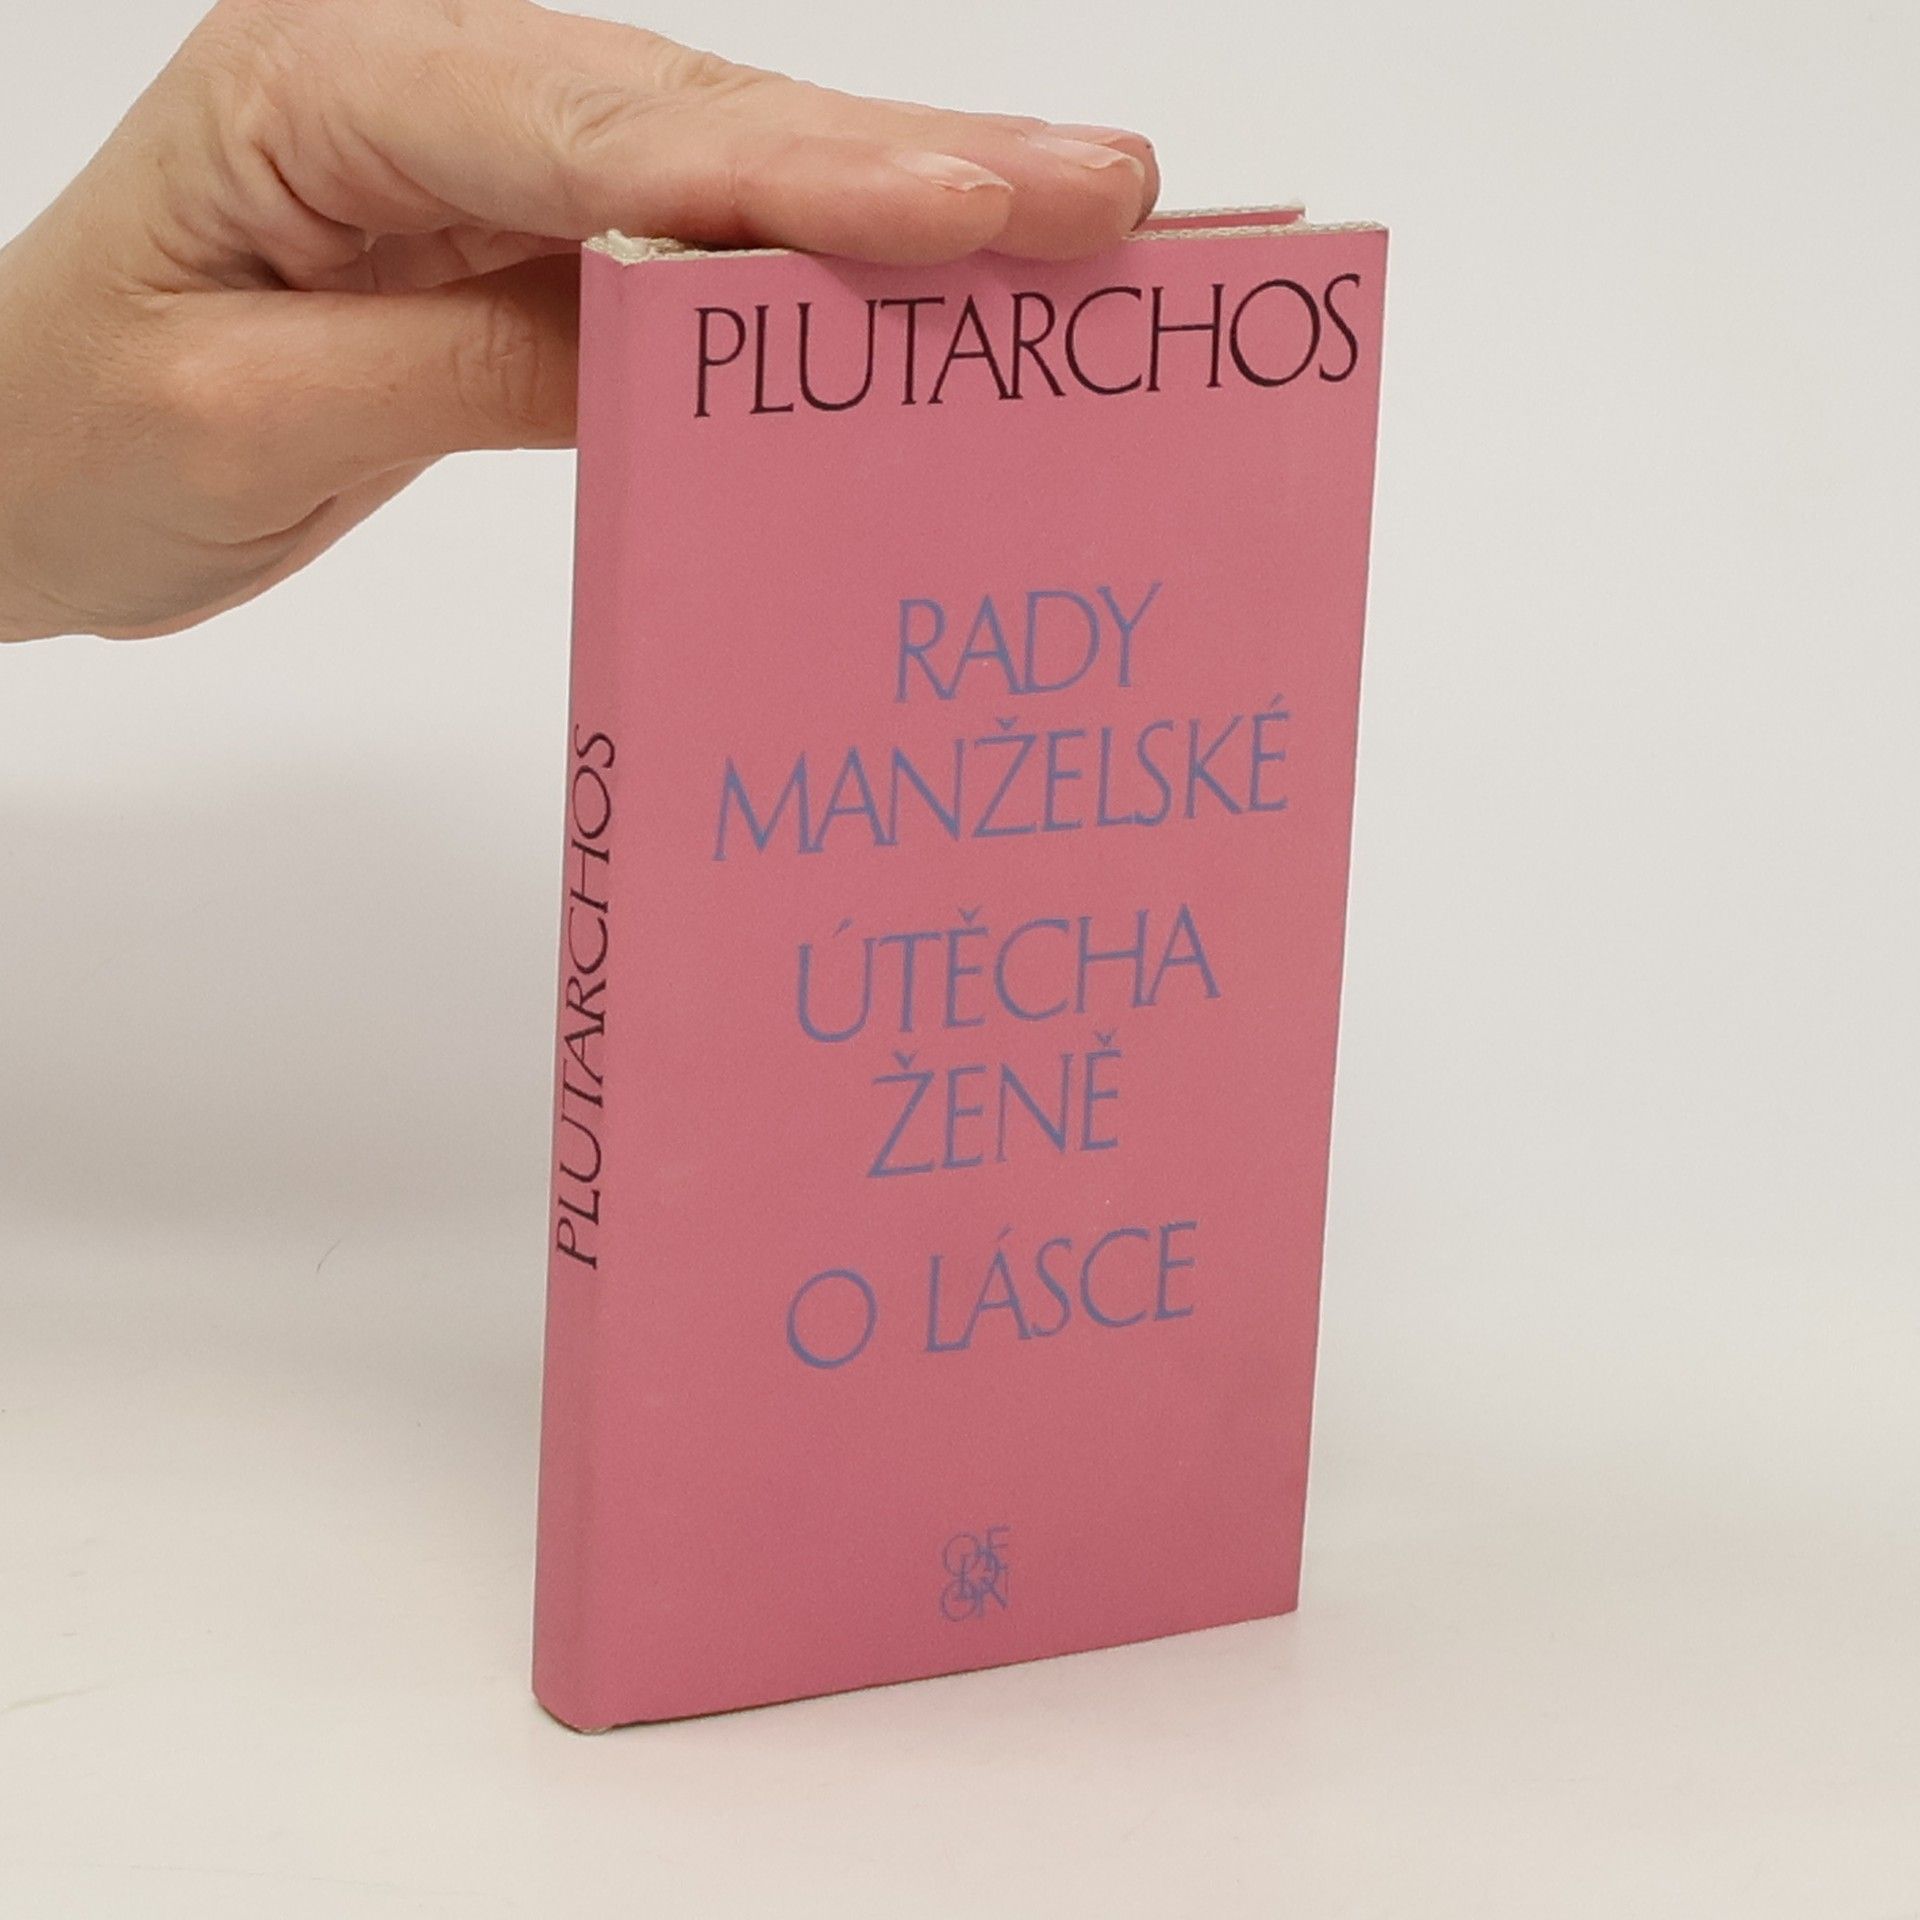 PLUTARCHOS
RADY
MANŽELSKÉ
ÚTĚCHA
ŽENĚ
O LÁSCE
PLUTARCHOS